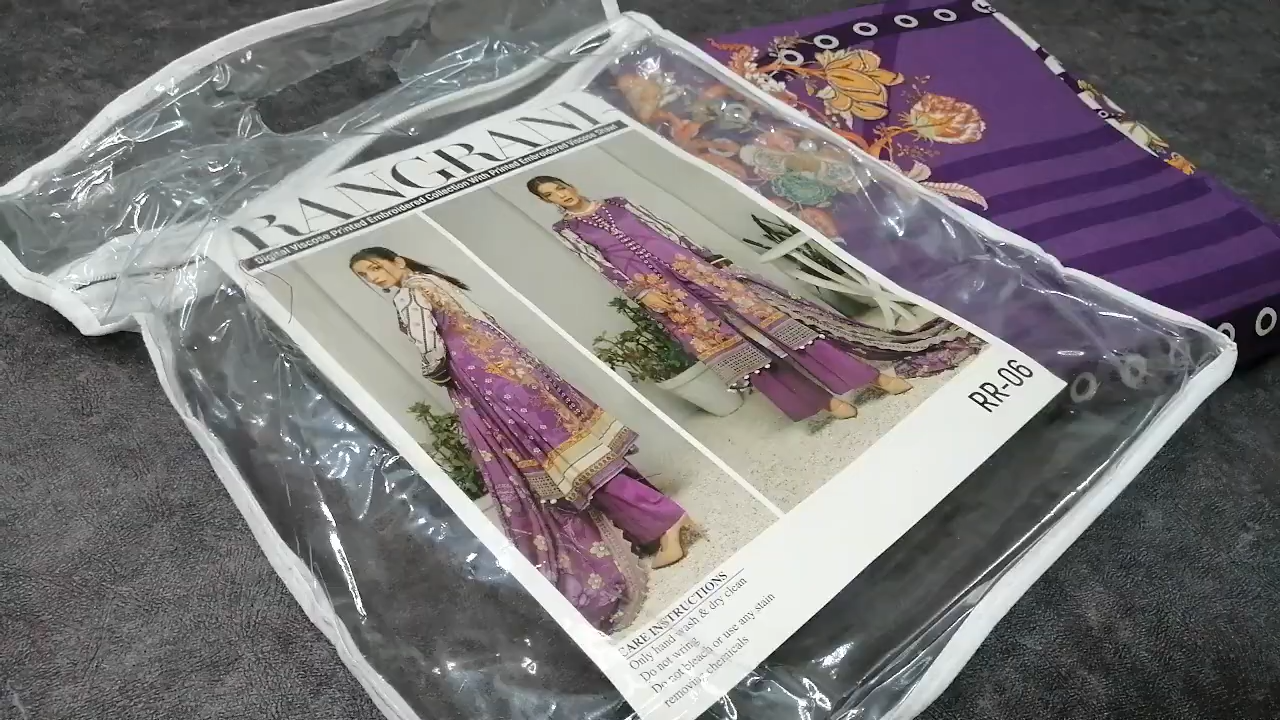 RANGRANI
Digital Viscose Printed Embroidered Collection With Printed Embroidered Viscose Shawl
RR-06
CARE INSTRUCTIONS
Only hand wash & dry clean
Do not wring
Do not bleach or use any stain
removing chemicals